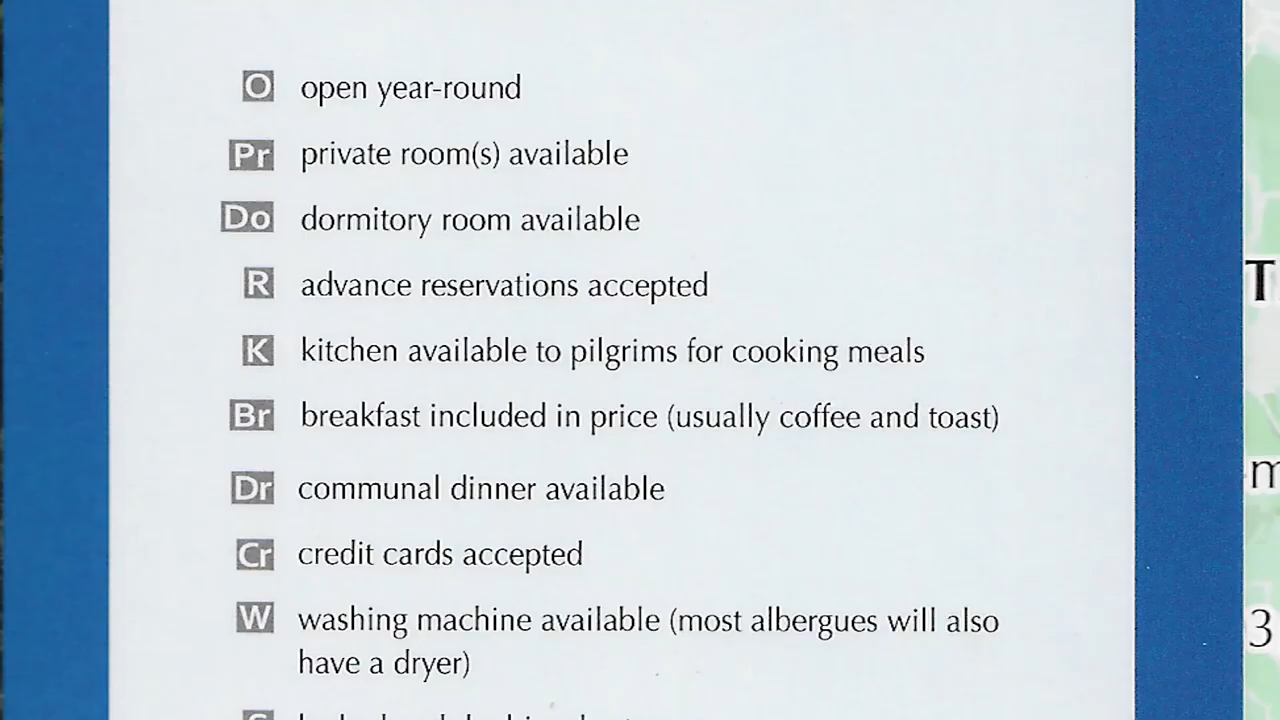 O open year-round
Pr private room(s) available
Do dormitory room available
R advance reservations accepted
K kitchen available to pilgrims for cooking meals
Br breakfast included in price (usually coffee and toast)
Dr communal dinner available
Cr credit cards accepted
W washing machine available (most albergues will also
have a dryer)
T
m
3